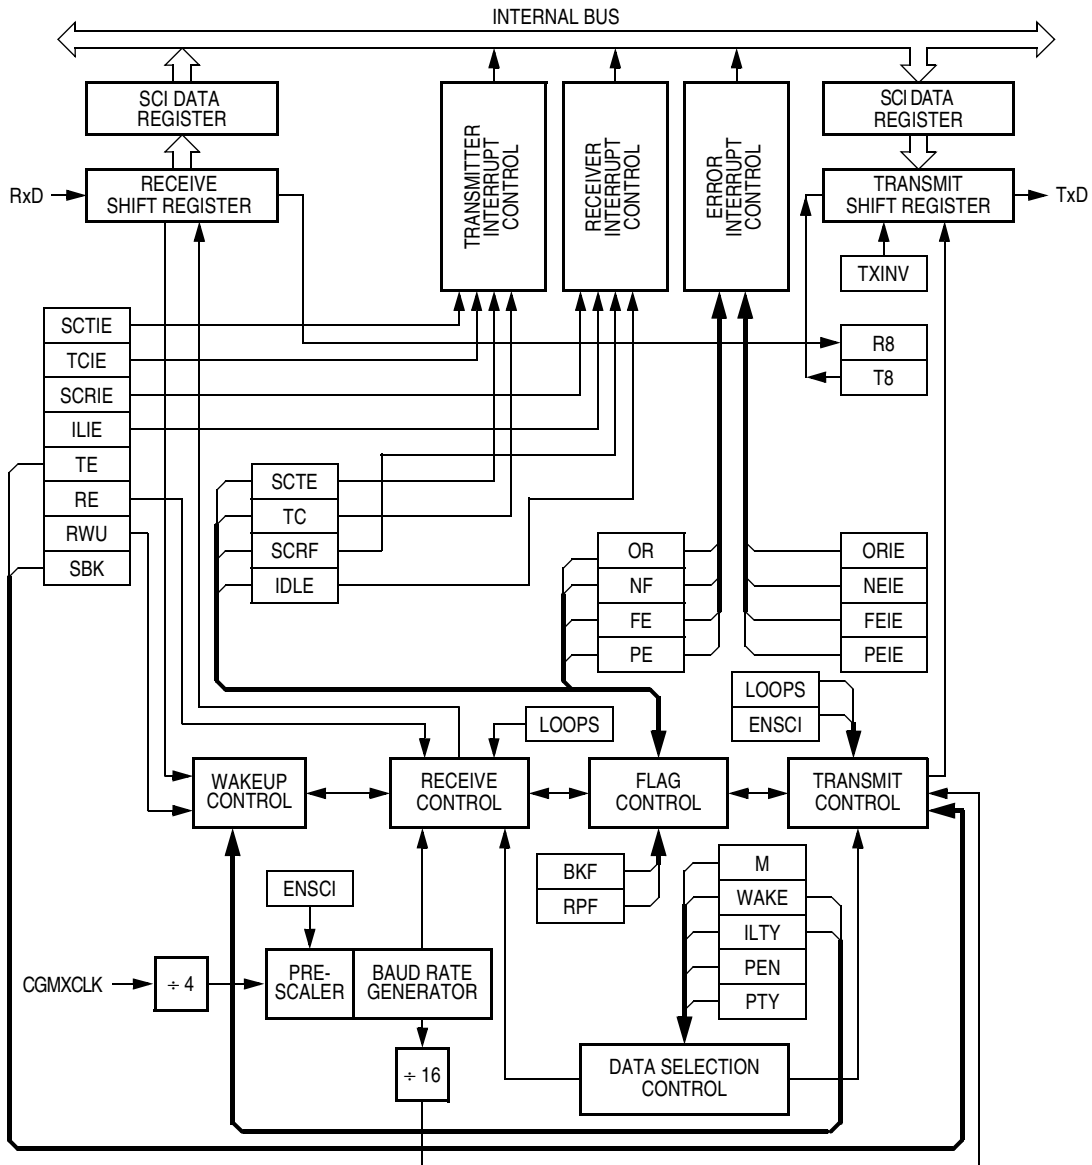 INTERNAL BUS
SCI DATA
REGISTER
SCI DATA
REGISTER
TRANSMITTER
INTERRUPT
CONTROL
RECEIVER
INTERRUPT
CONTROL
ERROR
INTERRUPT
CONTROL
RxD
RECEIVE
SHIFT REGISTER
TRANSMIT
SHIFT REGISTER
TxD
TXINV
SCTIE
TCIE
SCRIE
ILIE
TE
RE
RWU
SBK
R8
T8
SCTE
TC
SCRF
IDLE
OR
NF
FE
PE
ORIE
NEIE
FEIE
PEIE
LOOPS
LOOPS
ENSCI
WAKEUP
CONTROL
RECEIVE
CONTROL
FLAG
CONTROL
TRANSMIT
CONTROL
BKF
RPF
M
WAKE
ILTY
PEN
PTY
ENSCI
CGMXCLK
÷ 4
PRE-
SCALER
BAUD RATE
GENERATOR
÷ 16
DATA SELECTION
CONTROL